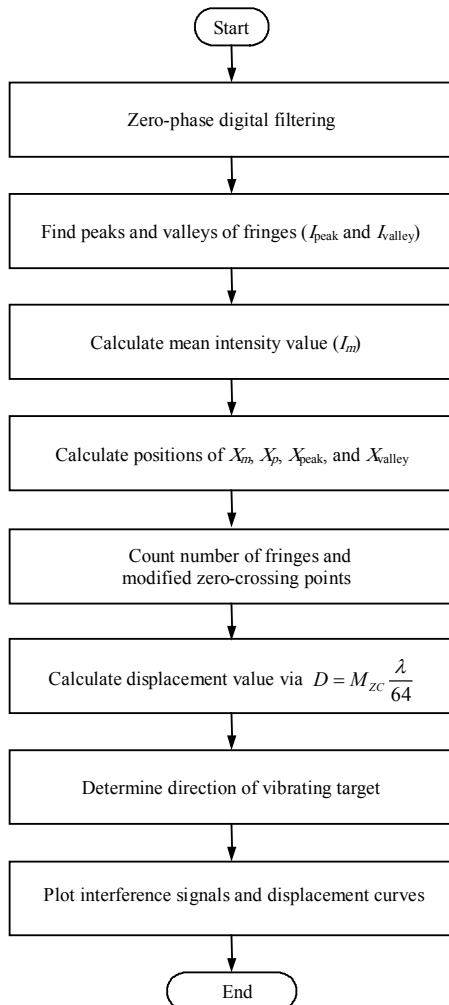 Start
Zero-phase digital filtering
Find peaks and valleys of fringes (Ipeak and Ivalley)
Calculate mean intensity value (Im)
Calculate positions of Xm, Xp, Xpeak, and Xvalley
Count number of fringes and
modified zero-crossing points
Calculate displacement value via D = MZC λ/64
Determine direction of vibrating target
Plot interference signals and displacement curves
End